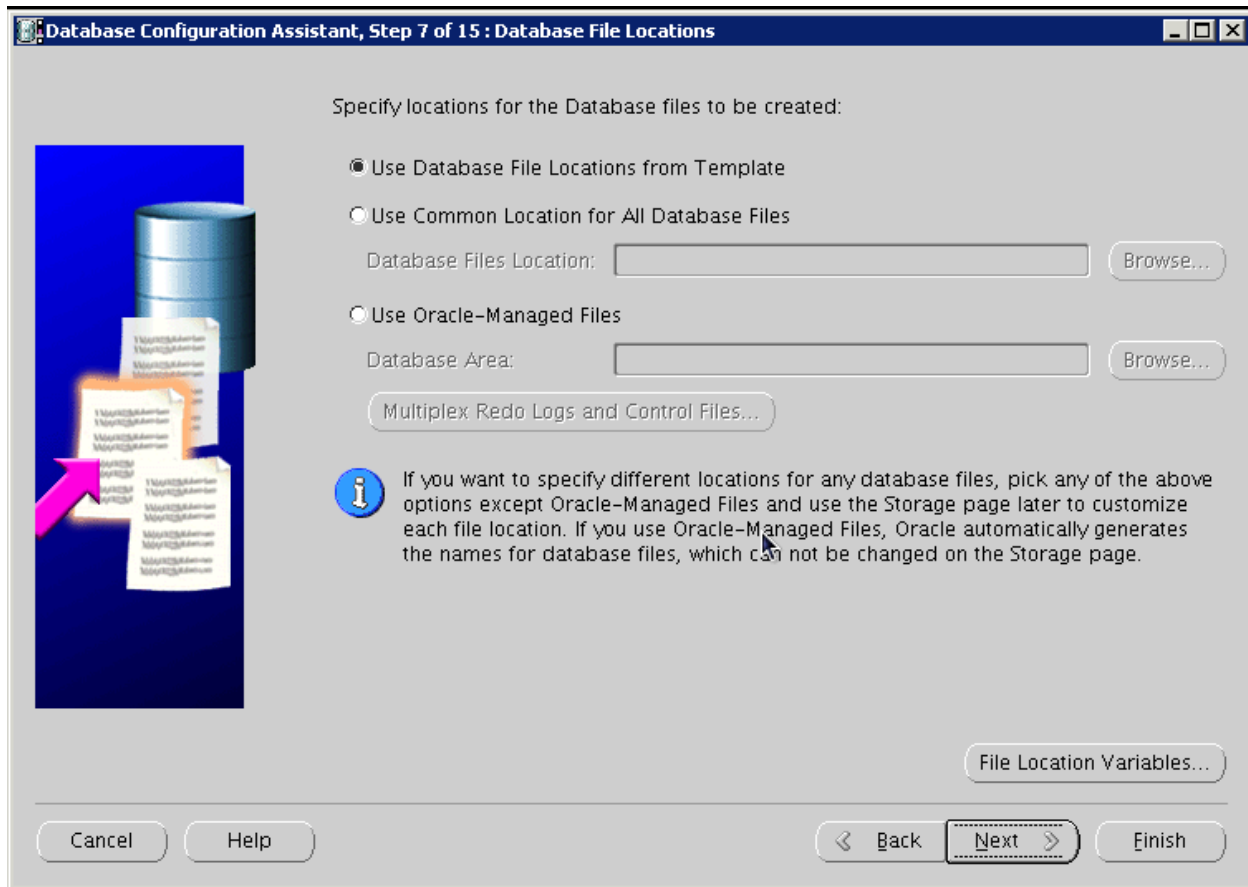 Database Configuration Assistant, Step 7 of 15 : Database File Locations
Specify locations for the Database files to be created:
Use Database File Locations from Template
Use Common Location for All Database Files
Database Files Location:
Browse...
Use Oracle-Managed Files
Database Area:
Browse...
Multiplex Redo Logs and Control Files...
If you want to specify different locations for any database files, pick any of the above
options except Oracle-Managed Files and use the Storage page later to customize
each file location. If you use Oracle-Managed Files, Oracle automatically generates
the names for database files, which can not be changed on the Storage page.
File Location Variables...
Cancel
Help
Back
Next
Finish